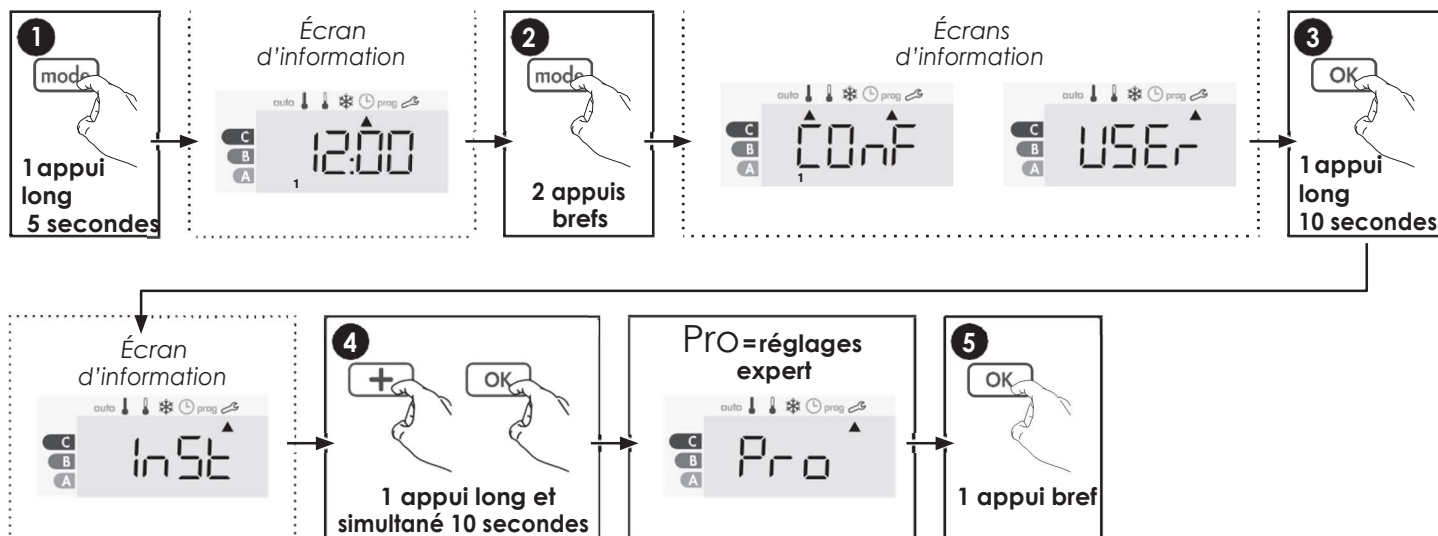 1
mode
1 appui
long
5 secondes
Écran
d'information
auto prog
C
B
A
12:00
1
2
mode
2 appuis
brefs
Écrans
d'information
auto prog
C
B
A
COnF
1
auto prog
C
B
A
USEr
3
OK
1 appui
long
10 secondes
Écran
d'information
auto prog
C
B
A
InSt
4
+ OK
1 appui long et
simultané 10 secondes
PrO=réglages
expert
auto prog
C
B
A
Pro
5
OK
1 appui bref